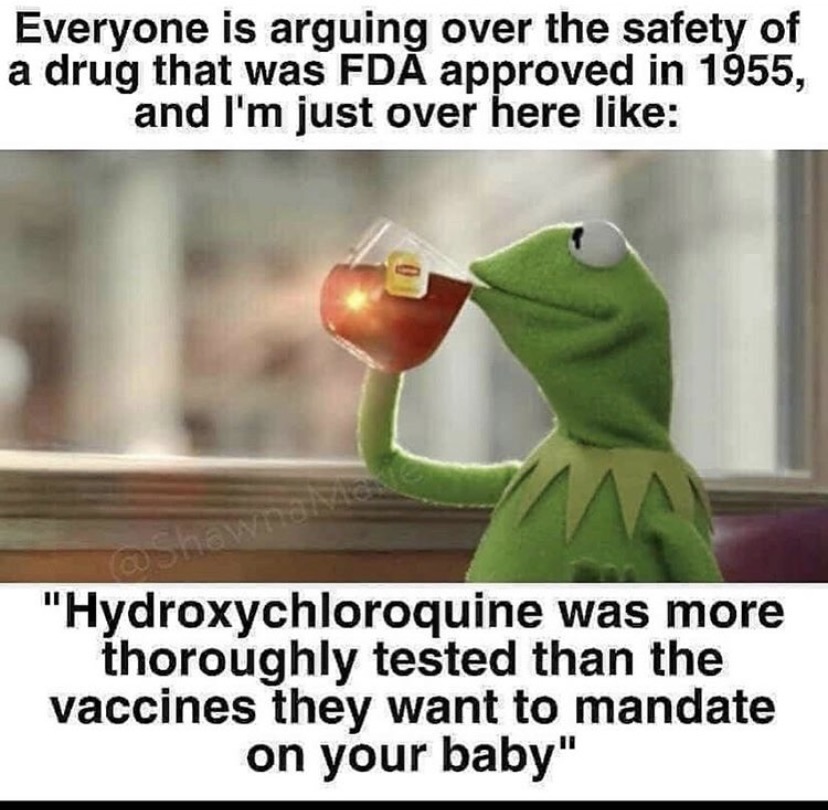 Everyone is arguing over the safety of
a drug that was FDA approved in 1955,
and I'm just over here like:
"Hydroxychloroquine was more
thoroughly tested than the
vaccines they want to mandate
on your baby"